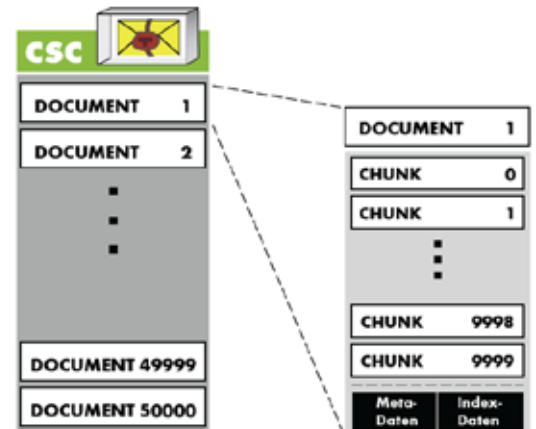 CSC
DOCUMENT 1
DOCUMENT 2
DOCUMENT 49999
DOCUMENT 50000
DOCUMENT 1
CHUNK 0
CHUNK 1
CHUNK 9998
CHUNK 9999
Meta-
Daten
Index-
Daten